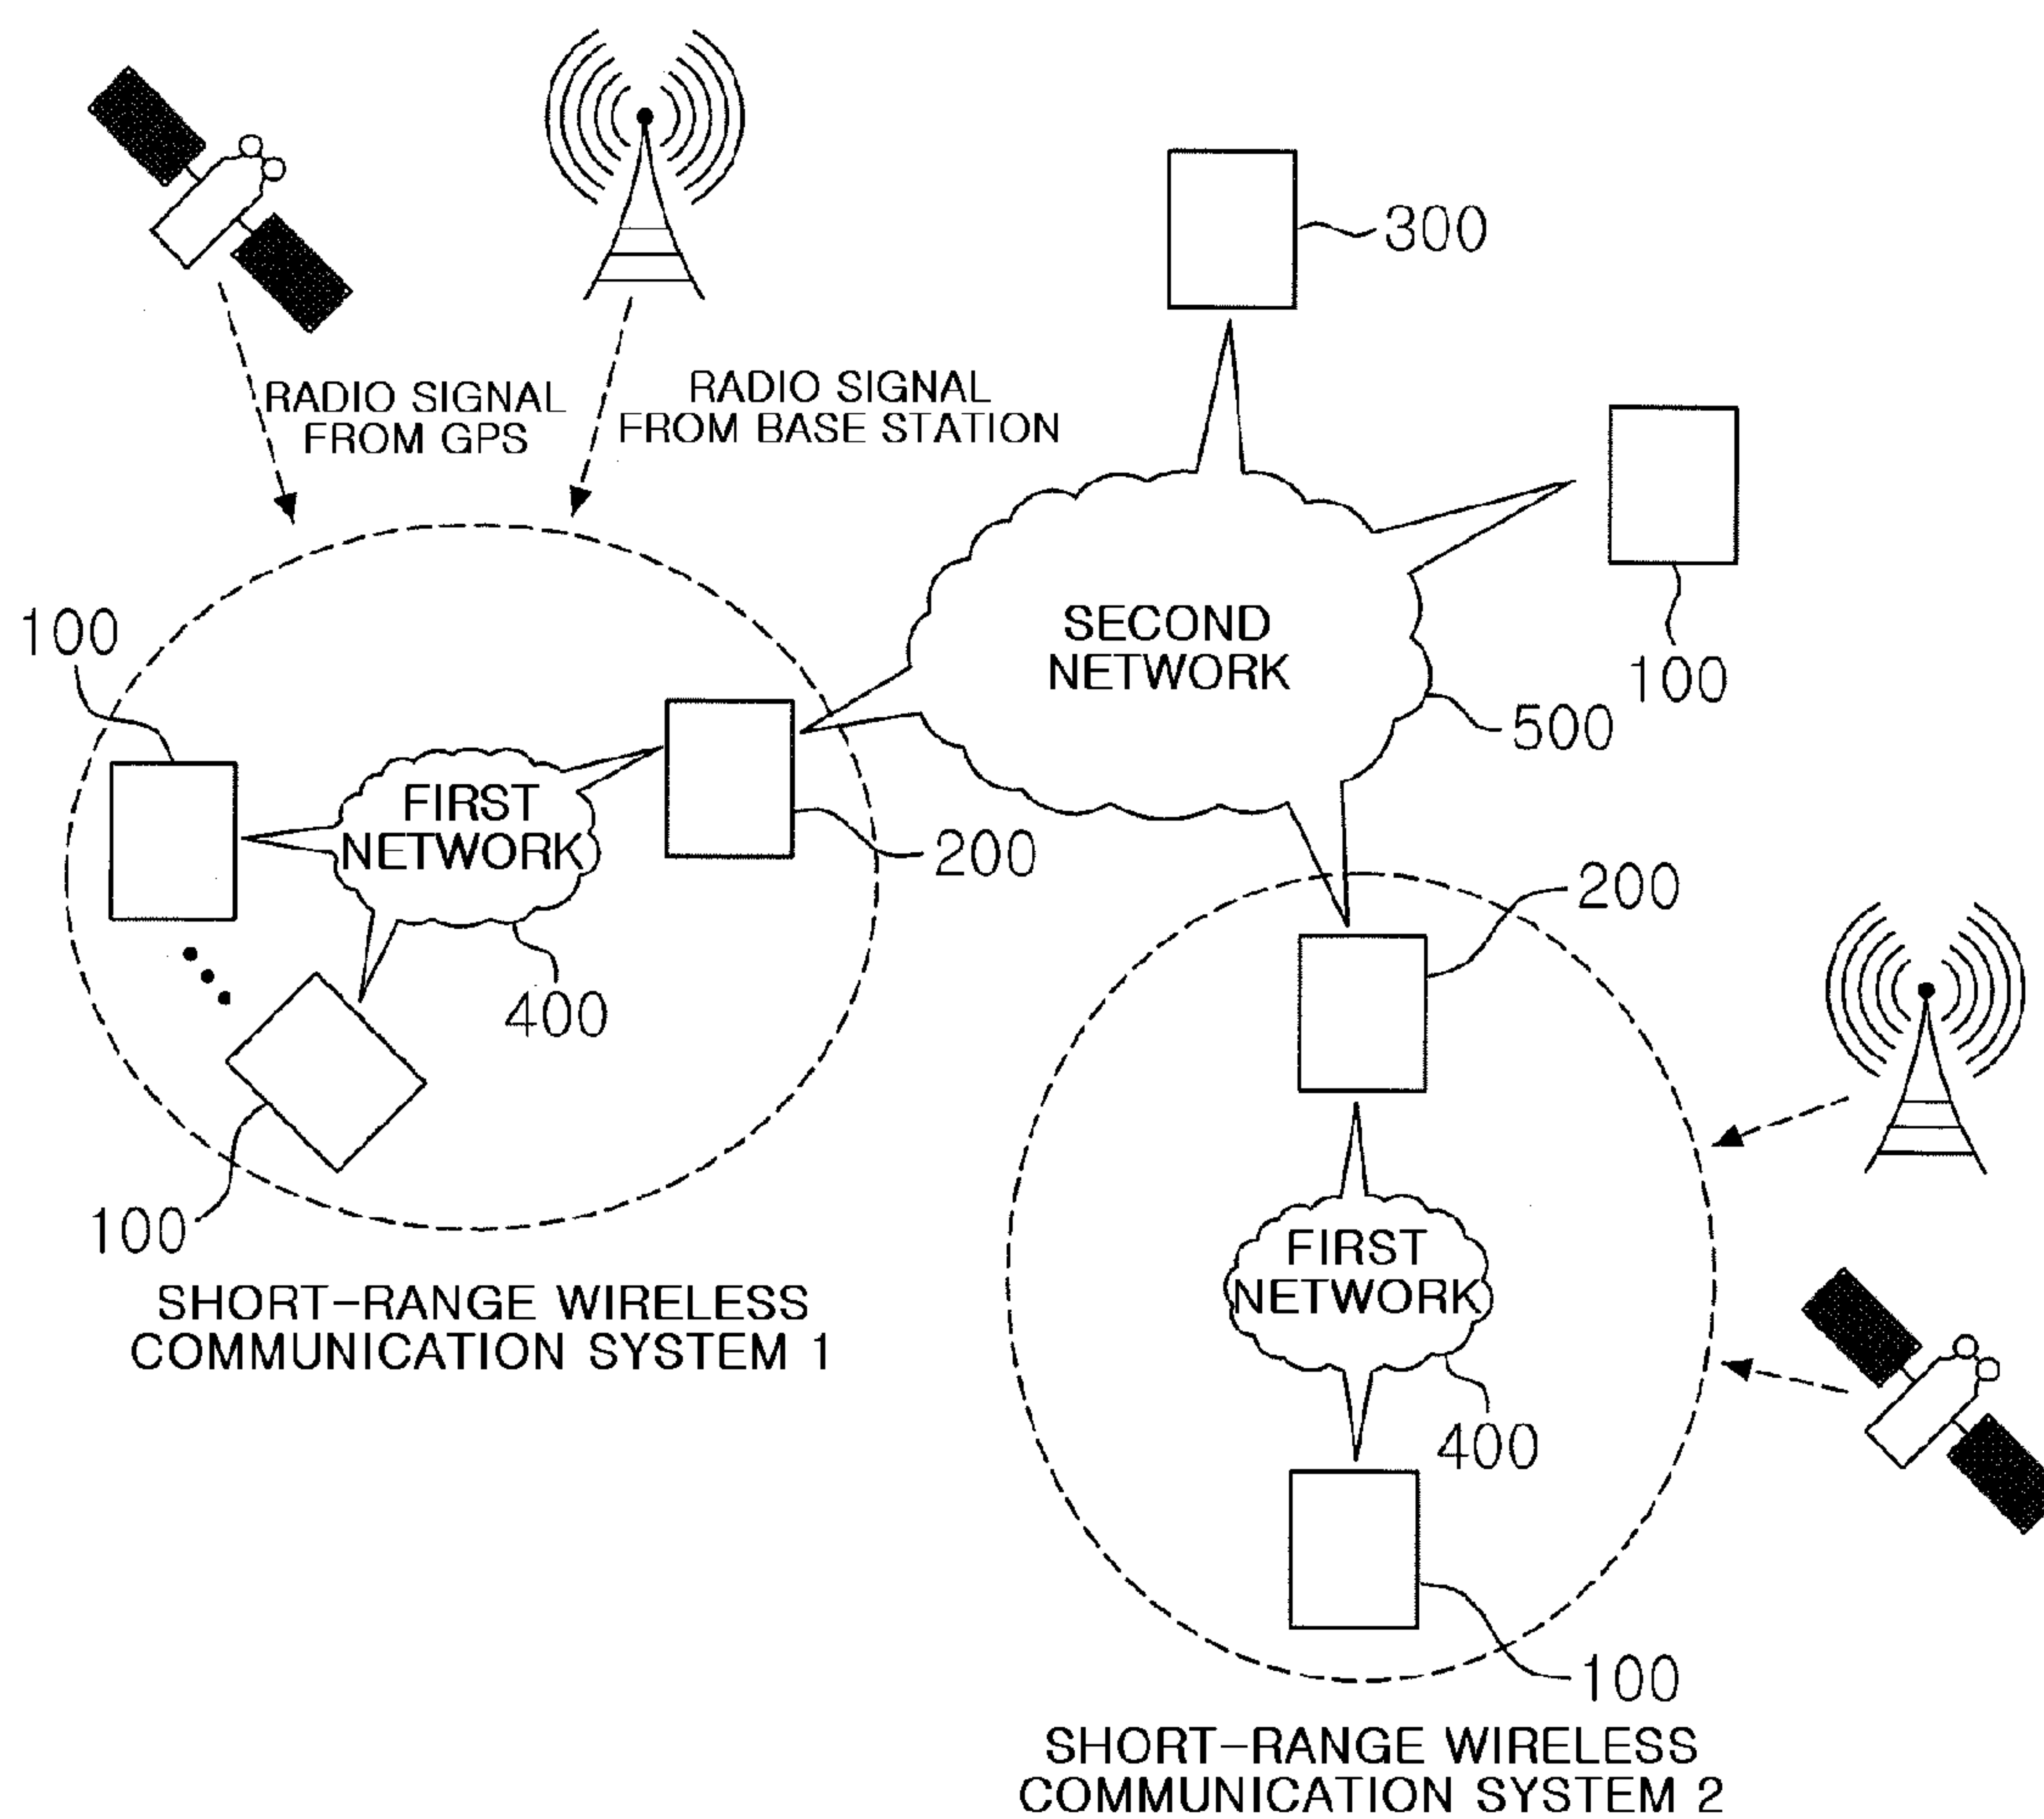 300
RADIO SIGNAL
FROM GPS
RADIO SIGNAL
FROM BASE STATION
100
SECOND
NETWORK
100
500
FIRST
NETWORK
200
200
400
100
SHORT-RANGE WIRELESS
COMMUNICATION SYSTEM 1
FIRST
NETWORK
400
100
SHORT-RANGE WIRELESS
COMMUNICATION SYSTEM 2